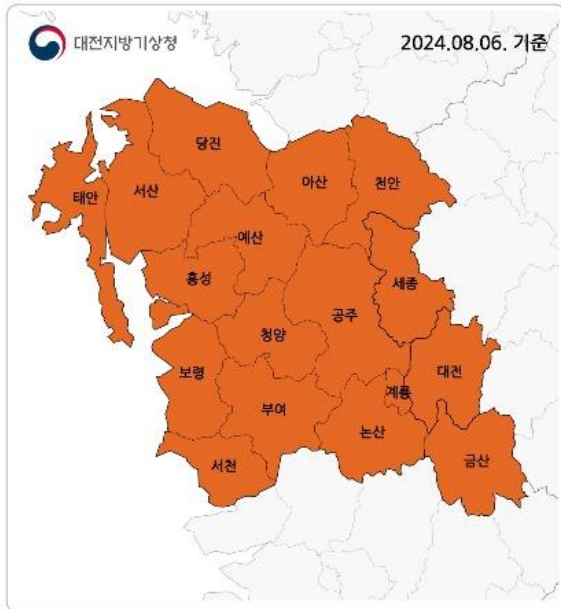 대전지방기상청
2024.08.06. 기준
당진
아산
천안
태안
서산
예산
홍성
세종
청양
공주
보령
대전
계룡
부여
논산
서천
금산